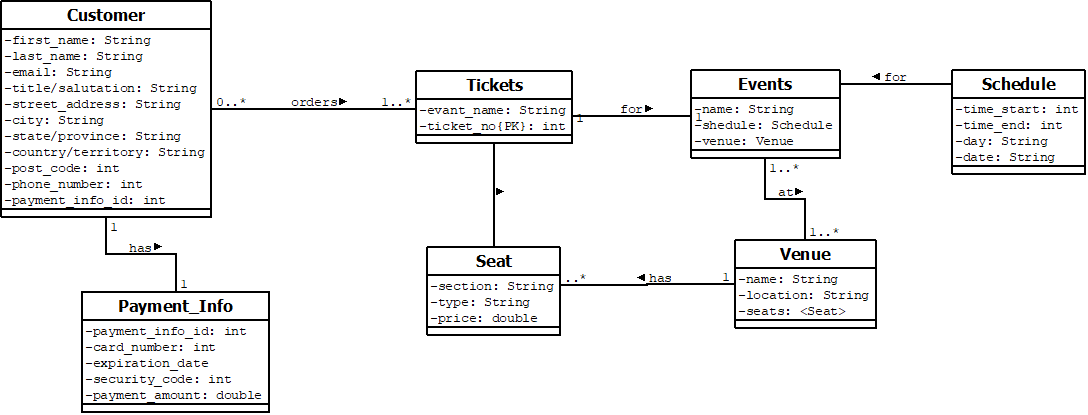 Customer
-first_name: String
-last_name: String
-email: String
-title/salutation: String
-street_address: String
-city: String
-state/province: String
-country/territory: String
-post_code: int
-phone_number: int
-payment_info_id: int
0..*
orders
1..*
Tickets
-evant_name: String
-ticket_no{PK}: int
1
for
1
Events
-name: String
-shedule: Schedule
-venue: Venue
for
Schedule
-time_start: int
-time_end: int
-day: String
-date: String
1..*
at
1..*
1
has
1
Payment_Info
-payment_info_id: int
-card_number: int
-expiration_date
-security_code: int
-payment_amount: double
Seat
-section: String
-type: String
-price: double
..*
has
1
Venue
-name: String
-location: String
-seats: <Seat>